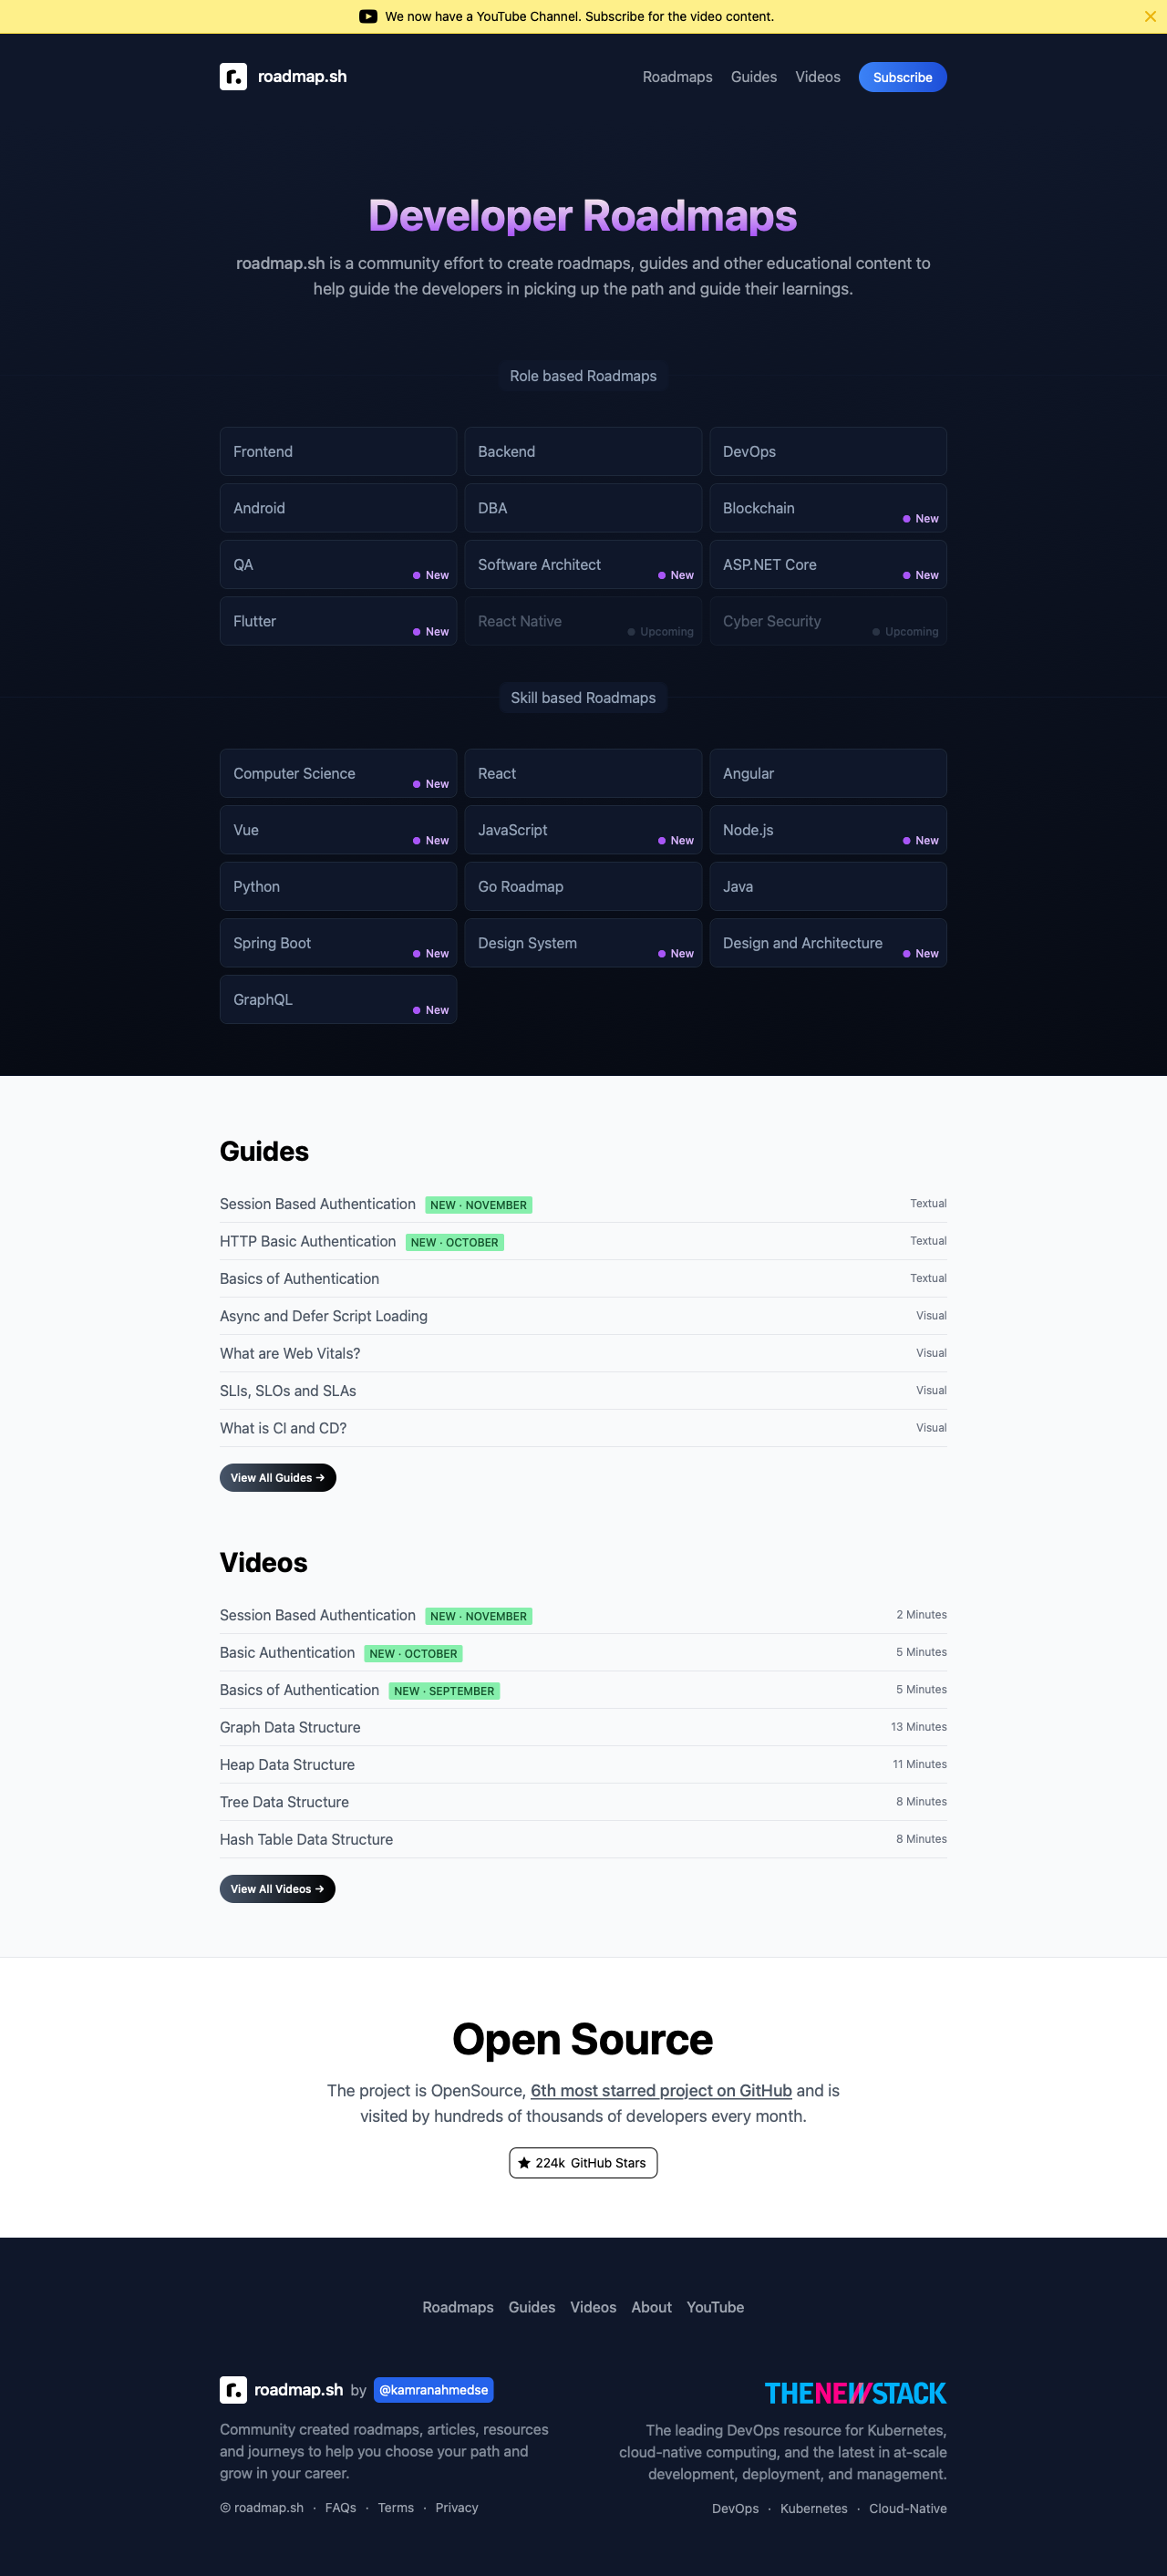 We now have a YouTube Channel. Subscribe for the video content.
roadmap.sh
Roadmaps Guides Videos Subscribe
Developer Roadmaps
roadmap.sh is a community effort to create roadmaps, guides and other educational content to
help guide the developers in picking up the path and guide their learnings.
Role based Roadmaps
Frontend
Backend
DevOps
Android
DBA
Blockchain New
QA New
Software Architect New
ASP.NET Core New
Flutter New
React Native Upcoming
Cyber Security Upcoming
Skill based Roadmaps
Computer Science New
React
Angular
Vue New
JavaScript New
Node.js New
Python
Go Roadmap
Java
Spring Boot New
Design System New
Design and Architecture New
GraphQL New
Guides
Session Based Authentication NEW · NOVEMBER Textual
HTTP Basic Authentication NEW · OCTOBER Textual
Basics of Authentication Textual
Async and Defer Script Loading Visual
What are Web Vitals? Visual
SLIs, SLOs and SLAs Visual
What is CI and CD? Visual
View All Guides →
Videos
Session Based Authentication NEW · NOVEMBER 2 Minutes
Basic Authentication NEW · OCTOBER 5 Minutes
Basics of Authentication NEW · SEPTEMBER 5 Minutes
Graph Data Structure 13 Minutes
Heap Data Structure 11 Minutes
Tree Data Structure 8 Minutes
Hash Table Data Structure 8 Minutes
View All Videos →
Open Source
The project is OpenSource, 6th most starred project on GitHub and is
visited by hundreds of thousands of developers every month.
224k GitHub Stars
Roadmaps Guides Videos About YouTube
roadmap.sh by @kamranahmedse
Community created roadmaps, articles, resources
and journeys to help you choose your path and
grow in your career.
© roadmap.sh · FAQs · Terms · Privacy
THENEWSTACK
The leading DevOps resource for Kubernetes,
cloud-native computing, and the latest in at-scale
development, deployment, and management.
DevOps · Kubernetes · Cloud-Native